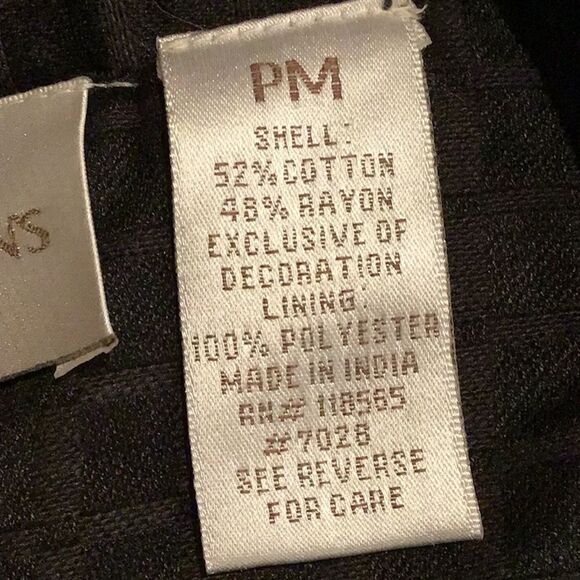 PM
SHELL:
52% COTTON
48% RAYON
EXCLUSIVE OF
DECORATION
LINING:
100% POLYESTER
MADE IN INDIA
RN# 118585
#7028
SEE REVERSE
FOR CARE